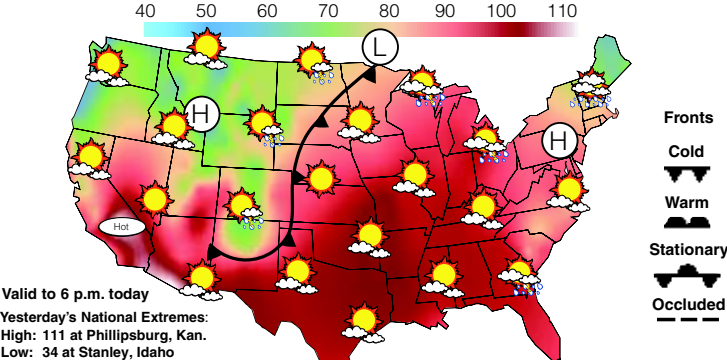 40 50 60 70 80 90 100 110
L
H
H
Hot
Fronts
Cold
Warm
Stationary
Occluded
Valid to 6 p.m. today
Yesterday's National Extremes:
High: 111 at Phillipsburg, Kan.
Low: 34 at Stanley, Idaho